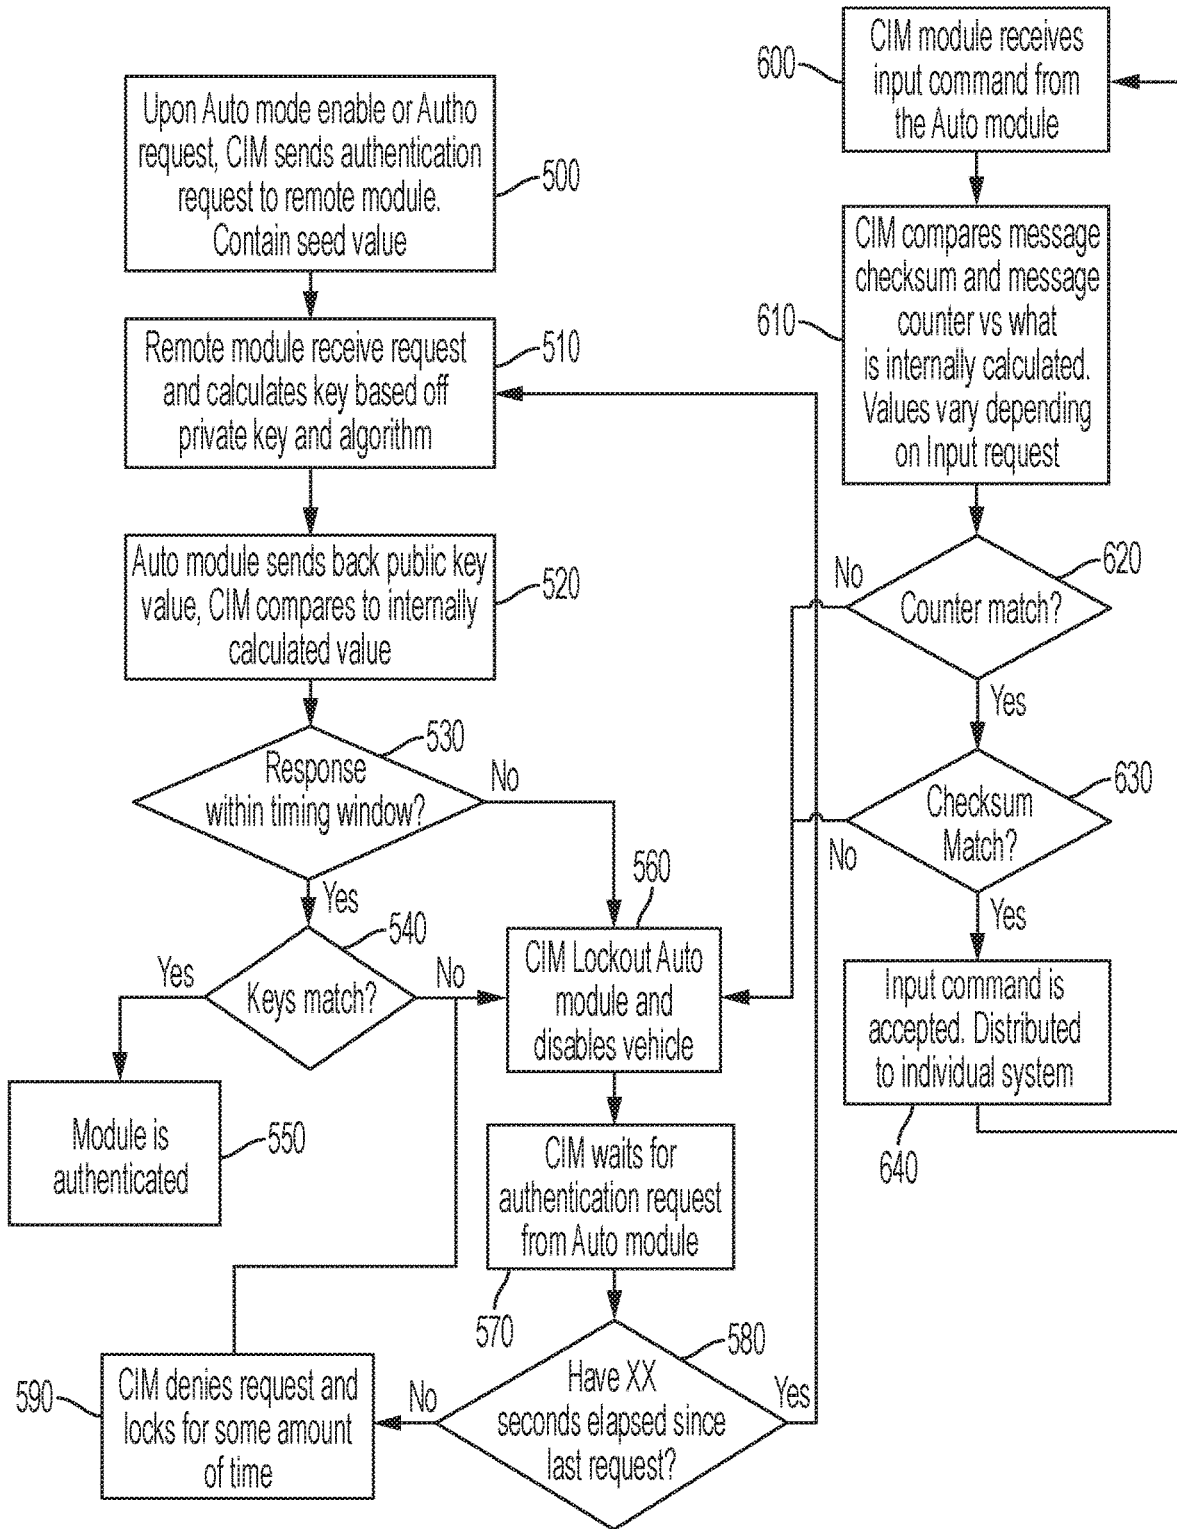 Upon Auto mode enable or Autho
request, CIM sends authentication
request to remote module.
Contain seed value
500
Remote module receive request
and calculates key based off
private key and algorithm
510
Auto module sends back public key
value, CIM compares to internally
calculated value
520
Response
within timing window?
530
No
Yes
540
Keys match?
Yes
No
Module is
authenticated
550
560
CIM Lockout Auto
module and
disables vehicle
CIM waits for
authentication request
from Auto module
570
580
Have XX
seconds elapsed since
last request?
No
Yes
590
CIM denies request and
locks for some amount
of time
600
CIM module receives
input command from
the Auto module
610
CIM compares message
checksum and message
counter vs what
is internally calculated.
Values vary depending
on Input request
620
Counter match?
No
Yes
630
Checksum
Match?
No
Yes
Input command is
accepted. Distributed
to individual system
640